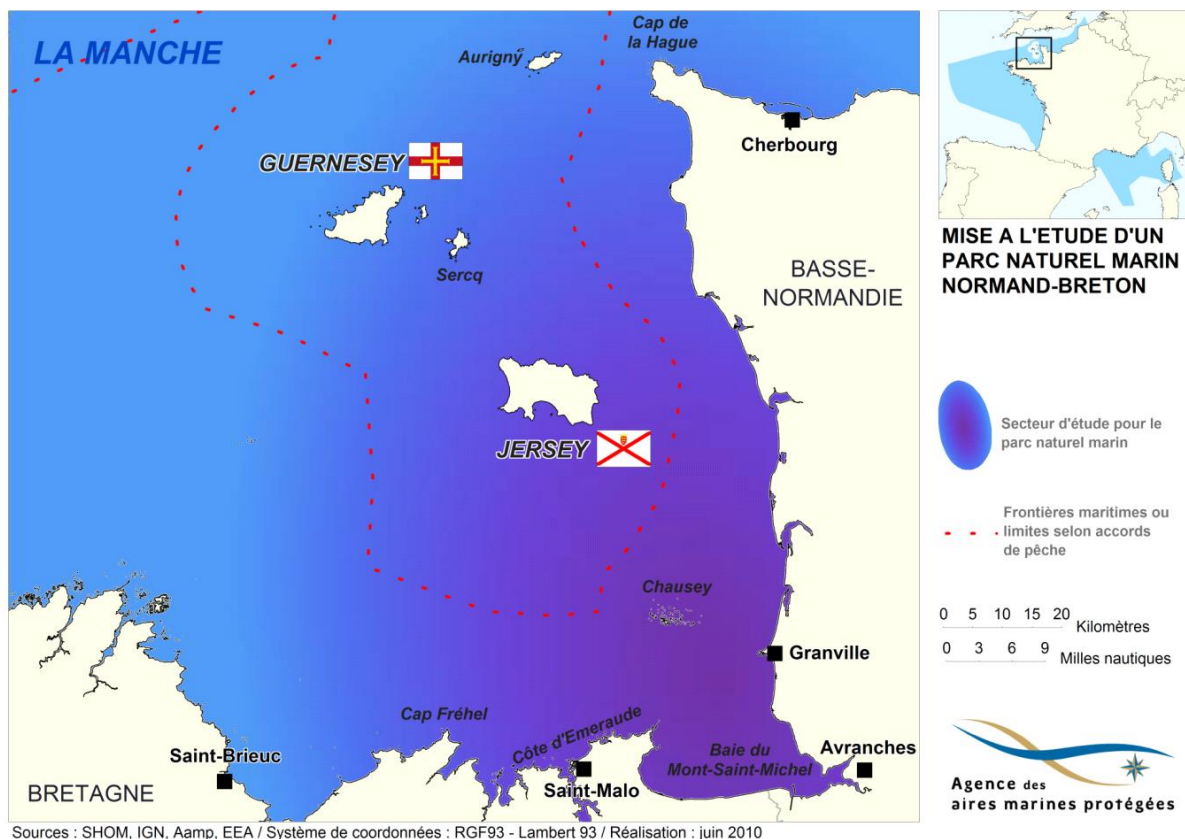 LA MANCHE
Aurigny
Cap de
la Hague
Cherbourg
GUERNESEY
Sercq
BASSE-
NORMANDIE
JERSEY
Chausey
Granville
Cap Fréhel
Côte d'Emeraude
Baie du
Mont-Saint-Michel
Avranches
Saint-Brieuc
Saint-Malo
BRETAGNE
Sources : SHOM, IGN, Aamp, EEA / Système de coordonnées : RGF93 - Lambert 93 / Réalisation : juin 2010
MISE A L'ETUDE D'UN
PARC NATUREL MARIN
NORMAND-BRETON
Secteur d'étude pour le
parc naturel marin
Frontières maritimes ou
limites selon accords
de pêche
0 5 10 15 20
Kilomètres
0 3 6 9
Milles nautiques
Agence des
aires marines protégées